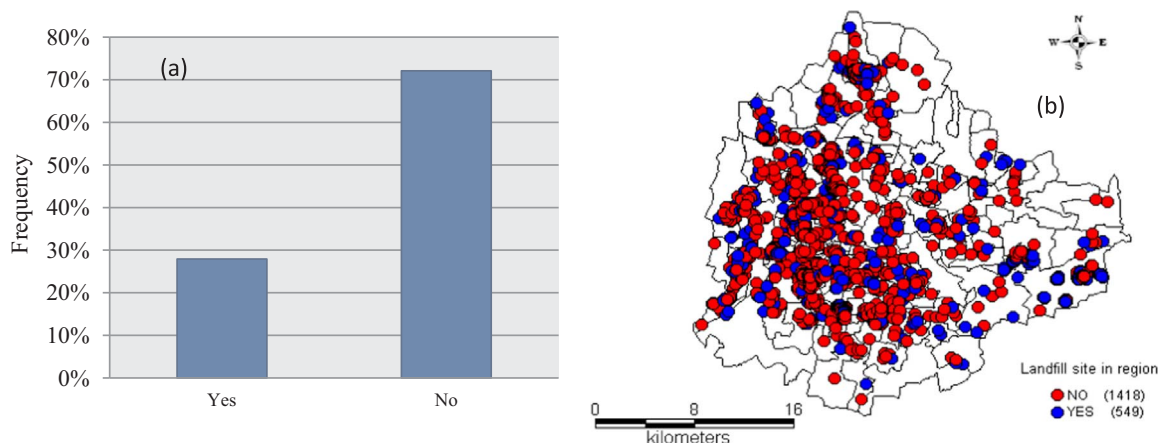 80%
70%
60%
50%
40%
30%
20%
10%
0%
Frequency
(a)
Yes No
(b)
N
W E
S
Landfill site in region
NO (1418)
YES (549)
0 8 16
kilometers